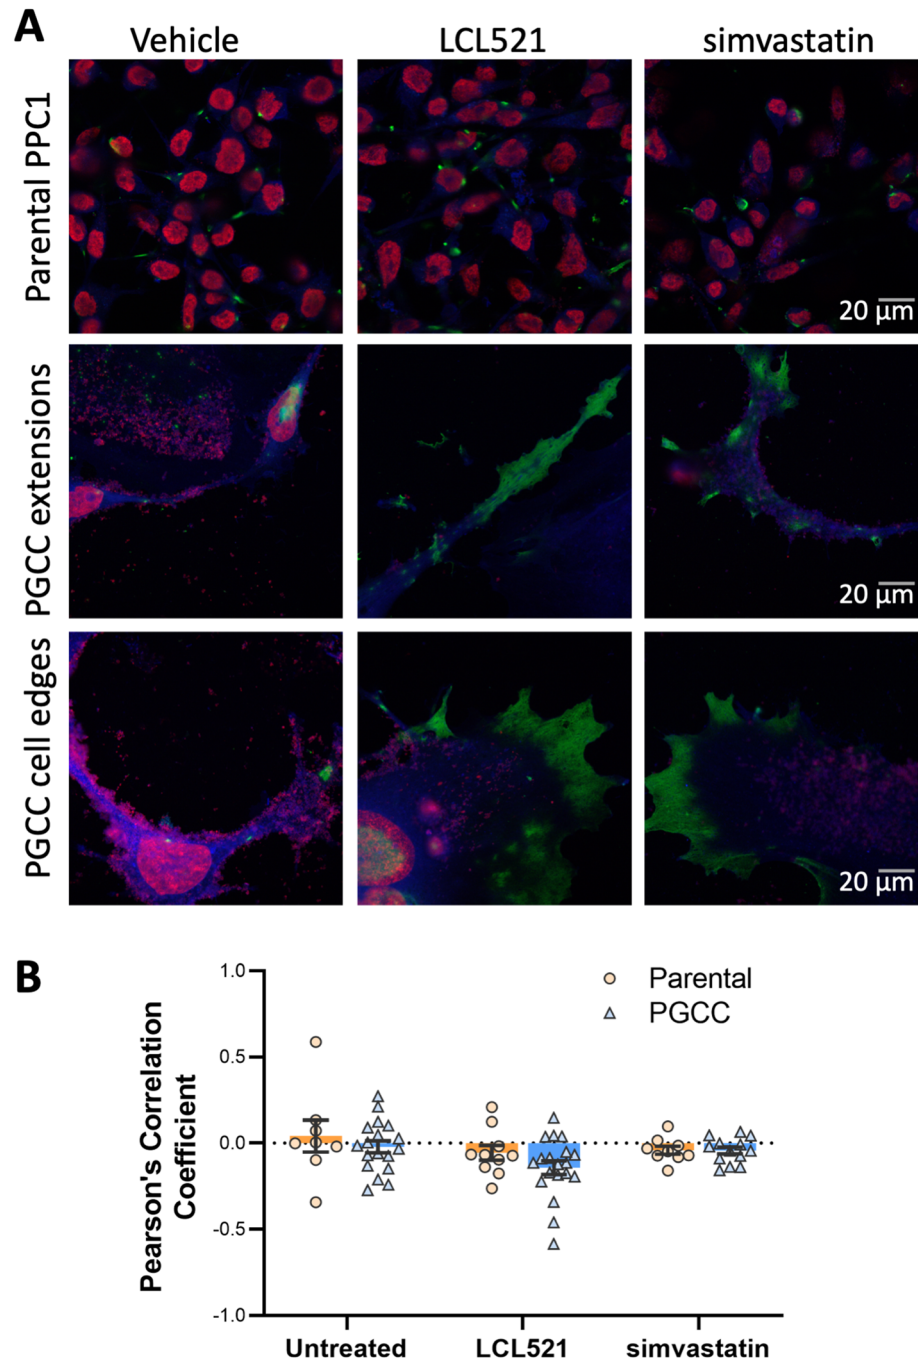 A
Vehicle LCL521 simvastatin
Parental PPC1
20 µm
PGCC extensions
20 µm
PGCC cell edges
20 µm
B
Pearson's Correlation
Coefficient
1.0
0.5
0.0
-0.5
-1.0
Parental
PGCC
Untreated LCL521 simvastatin